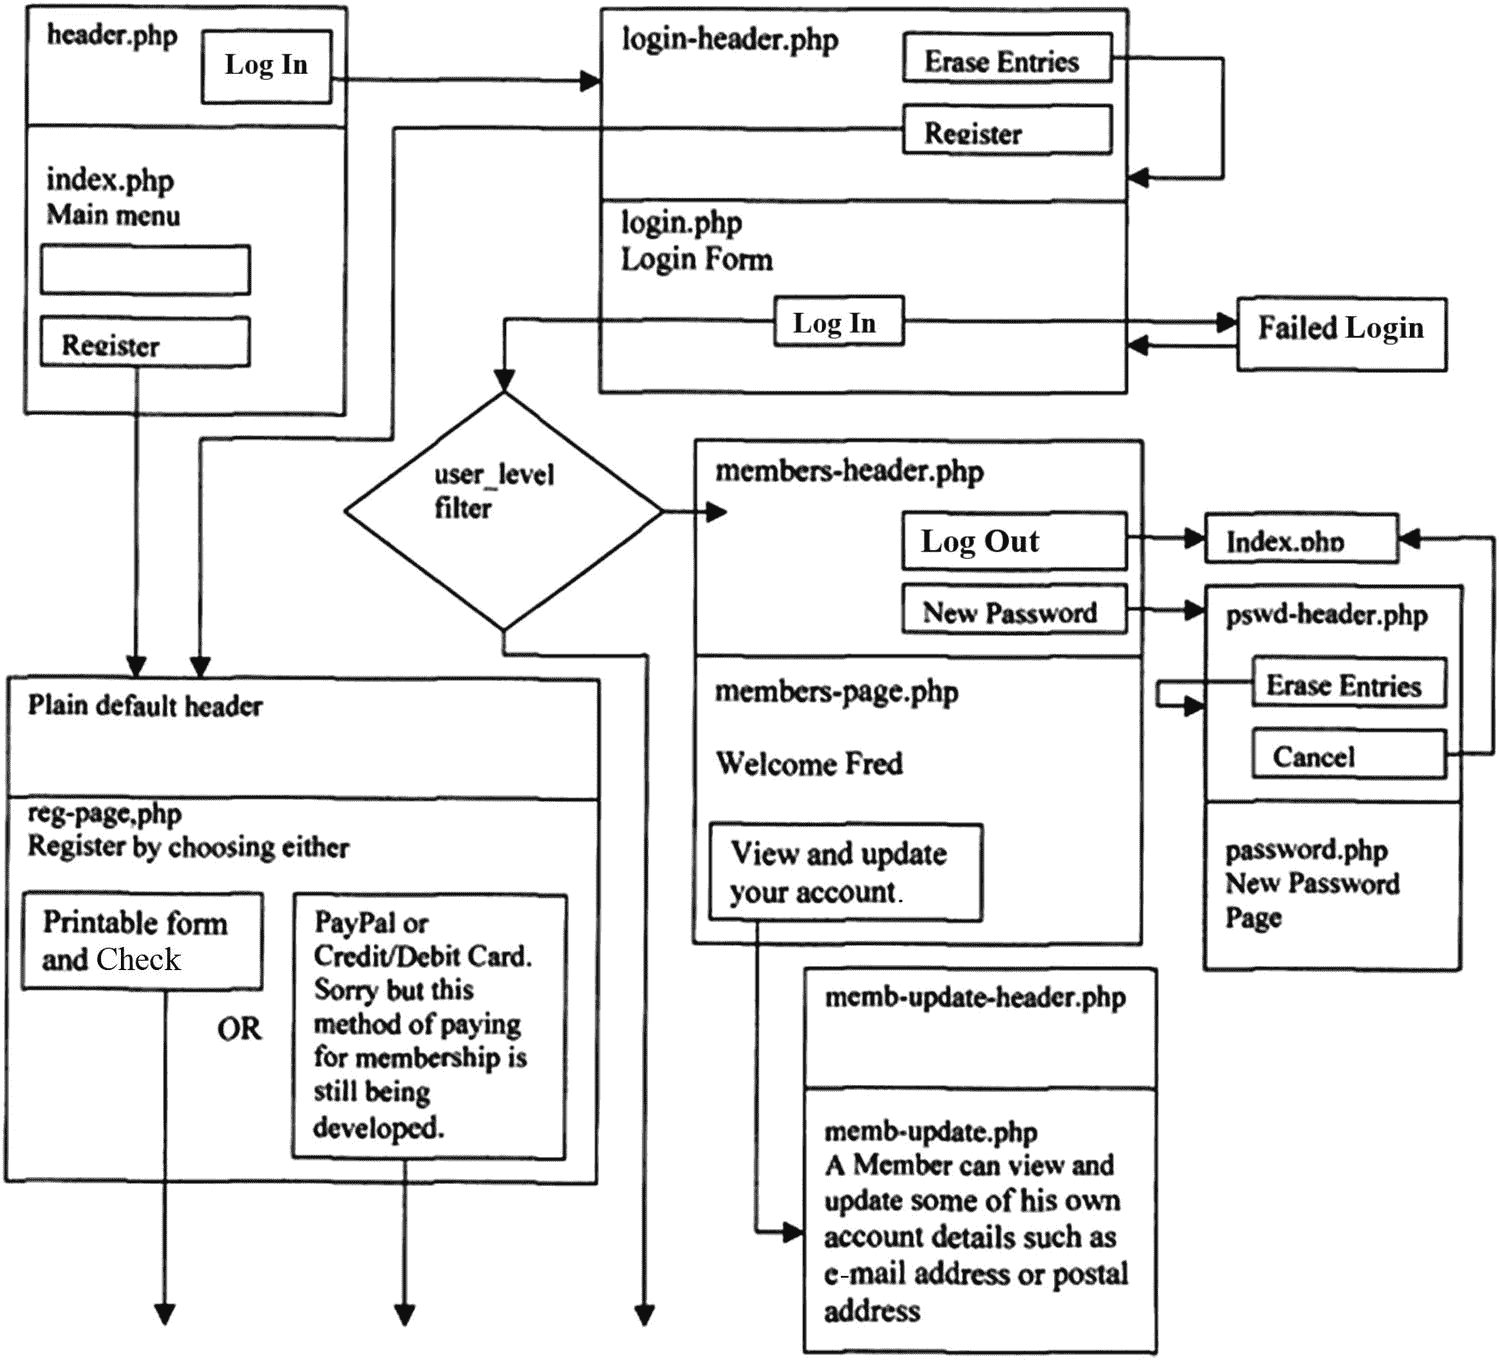 header.php
Log In
index.php
Main menu
Register
login-header.php
Erase Entries
Register
login.php
Login Form
Log In
Failed Login
user_level
filter
members-header.php
Log Out
New Password
Index.php
pswd-header.php
Erase Entries
Cancel
password.php
New Password
Page
members-page.php
Welcome Fred
View and update
your account.
Plain default header
reg-page,php
Register by choosing either
Printable form
and Check
OR
PayPal or
Credit/Debit Card.
Sorry but this
method of paying
for membership is
still being
developed.
memb-update-header.php
memb-update.php
A Member can view and
update some of his own
account details such as
e-mail address or postal
address